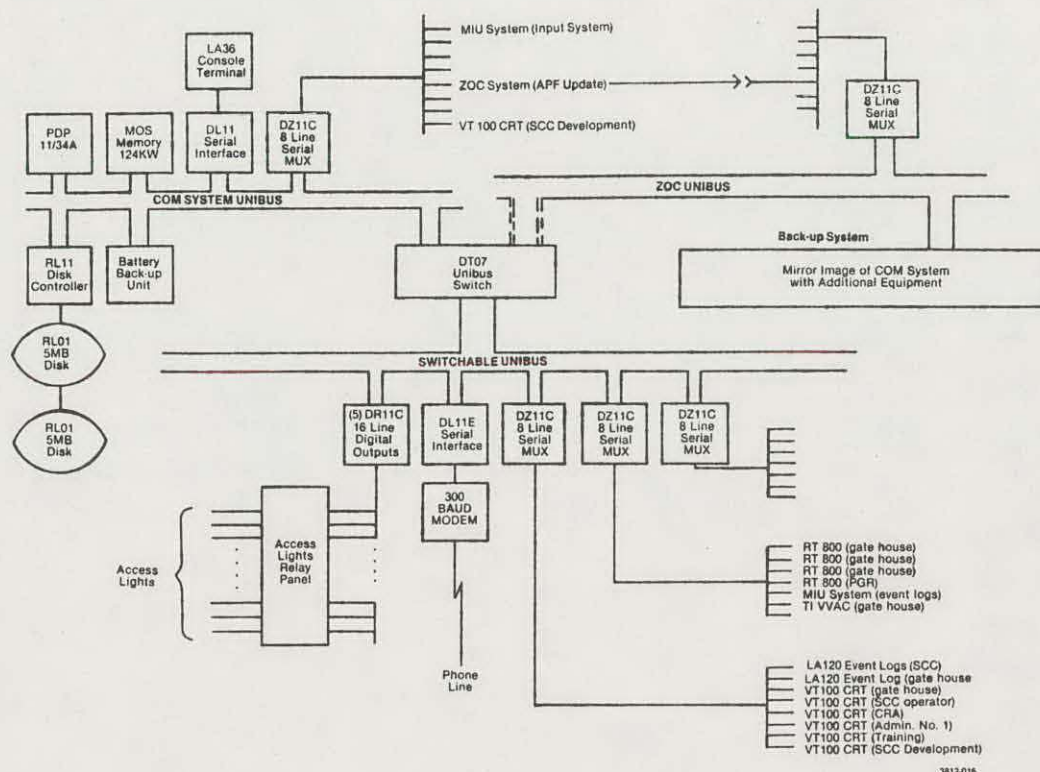 LA36
Console
Terminal
MIU System (Input System)
ZOC System (APF Update)
VT 100 CRT (SCC Development)
DZ11C
8 Line
Serial
MUX
PDP
11/34A
MOS
Memory
124KW
DL11
Serial
Interface
DZ11C
8 Line
Serial
MUX
COM SYSTEM UNIBUS
ZOC UNIBUS
RL11
Disk
Controller
Battery
Back-up
Unit
DT07
Unibus
Switch
Back-up System
Mirror Image of COM System
with Additional Equipment
RL01
5MB
Disk
RL01
5MB
Disk
SWITCHABLE UNIBUS
(5) DR11C
16 Line
Digital
Outputs
DL11E
Serial
Interface
DZ11C
8 Line
Serial
MUX
DZ11C
8 Line
Serial
MUX
DZ11C
8 Line
Serial
MUX
300
BAUD
MODEM
Access
Lights
Access
Lights
Relay
Panel
Phone
Line
RT 800 (gate house)
RT 800 (gate house)
RT 800 (gate house)
RT 800 (PGR)
MIU System (event logs)
TI VVAC (gate house)
LA120 Event Logs (SCC)
LA120 Event Log (gate house
VT100 CRT (gate house)
VT100 CRT (SCC operator)
VT100 CRT (CRA)
VT100 CRT (Admin. No. 1)
VT100 CRT (Training)
VT100 CRT (SCC Development)
3812-016